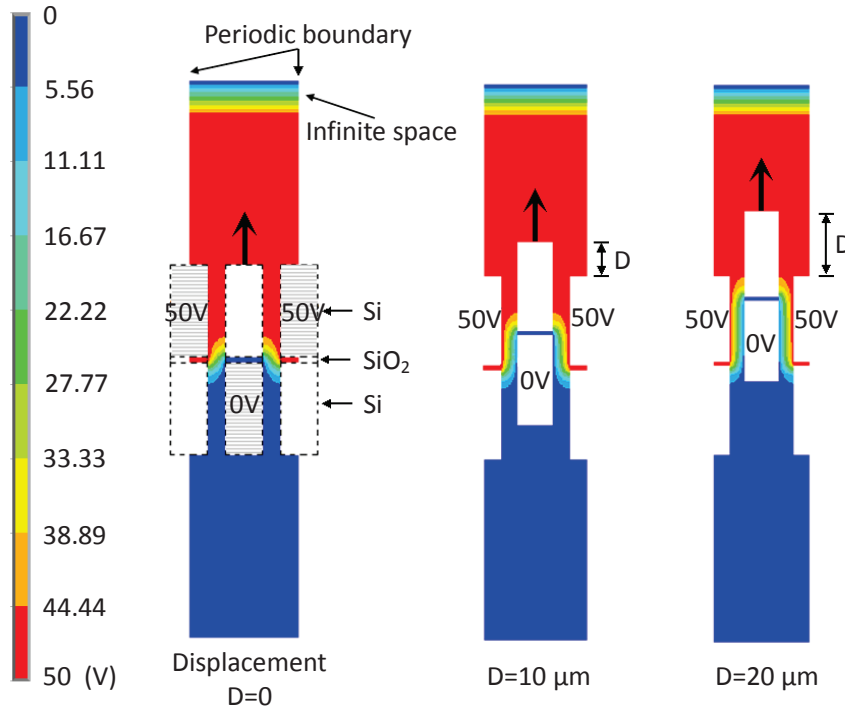 0
5.56
11.11
16.67
22.22
27.77
33.33
38.89
44.44
50 (V)
Periodic boundary
Infinite space
50V
50V
Si
SiO2
0V
Si
Displacement
D=0
D
50V
50V
0V
D=10 µm
D
50V
50V
0V
D=20 µm